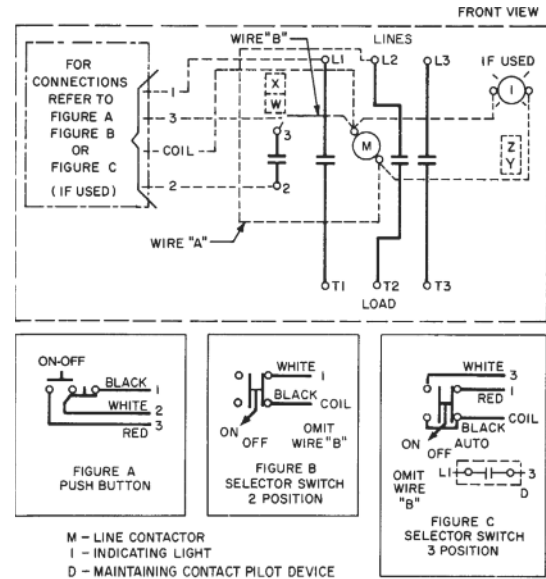 FRONT VIEW
WIRE "B"
LINES
L1
L2
L3
IF USED
FOR
CONNECTIONS
REFER TO
FIGURE A
FIGURE B
OR
FIGURE C
(IF USED)
1
3
COIL
2
X
W
3
2
M
I
Z
Y
WIRE "A"
T1
T2
T3
LOAD
ON-OFF
BLACK 1
WHITE 2
RED 3
FIGURE A
PUSH BUTTON
WHITE 1
BLACK COIL
ON OFF
OMIT
WIRE "B"
FIGURE B
SELECTOR SWITCH
2 POSITION
WHITE 3
RED 1
COIL
BLACK
ON OFF AUTO
L1 3
D
OMIT
WIRE
"B"
FIGURE C
SELECTOR SWITCH
3 POSITION
M – LINE CONTACTOR
I – INDICATING LIGHT
D – MAINTAINING CONTACT PILOT DEVICE